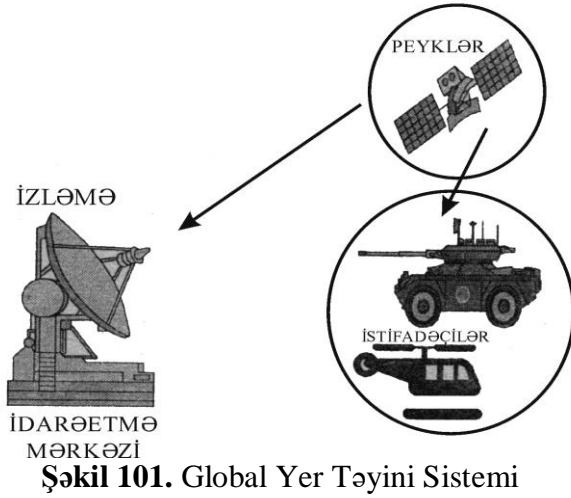 PEYKLƏR
İZLƏMƏ
İSTİFADƏÇİLƏR
İDARƏETMƏ
MƏRKƏZİ
Şəkil 101. Global Yer Təyini Sistemi